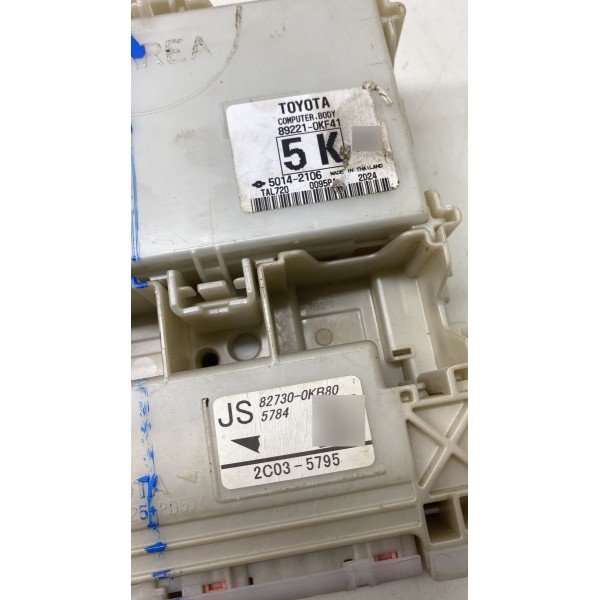 AREA
TOYOTA
COMPUTER, BODY
89221-0KF41
5 K
5014-2106 MADE IN THAILAND
TAL720 0095P 2024
JS 82730-0KB80
5784
2C03-5795